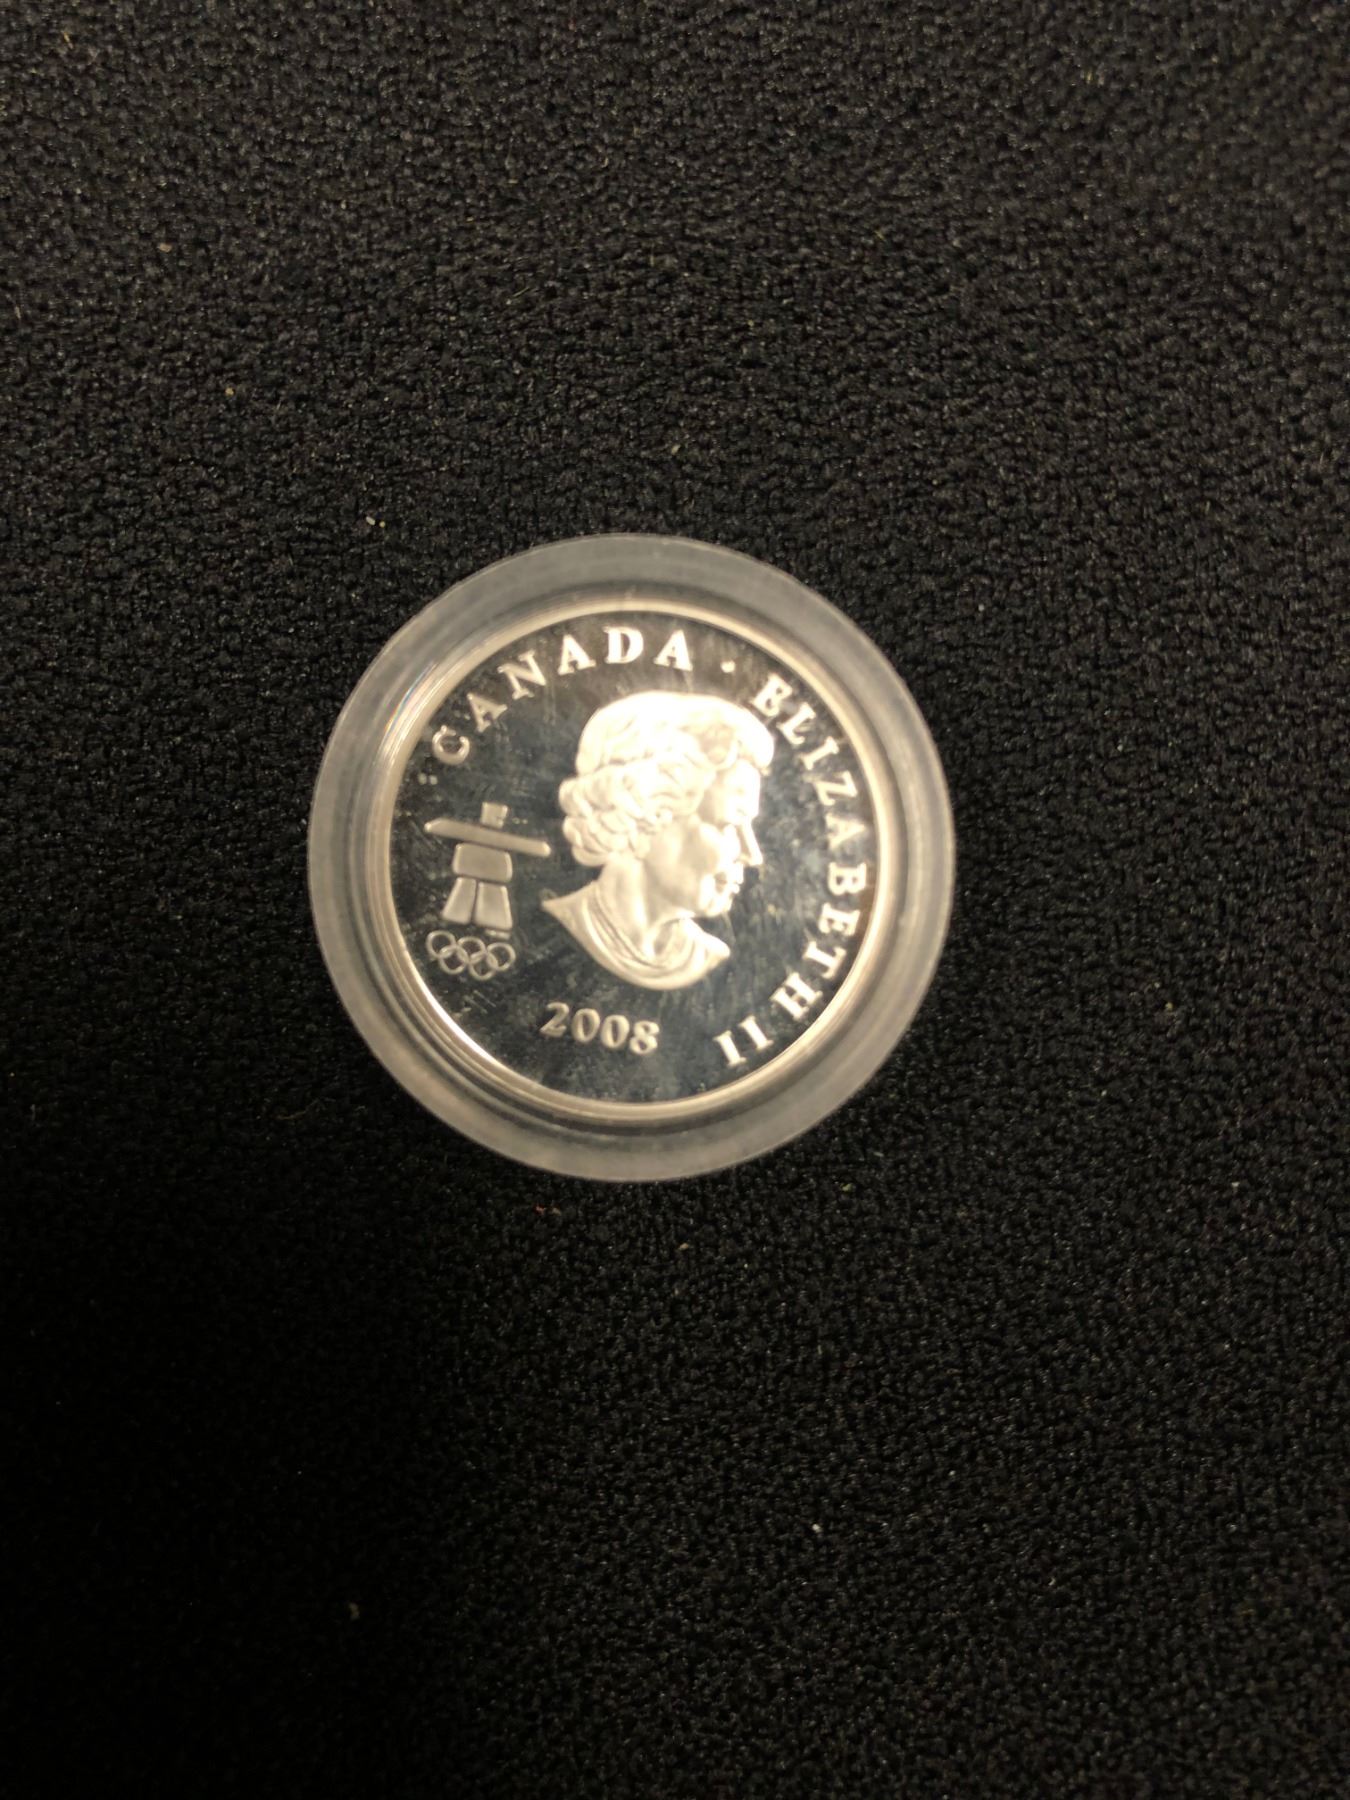 CANADA · ELIZABETH II
2008